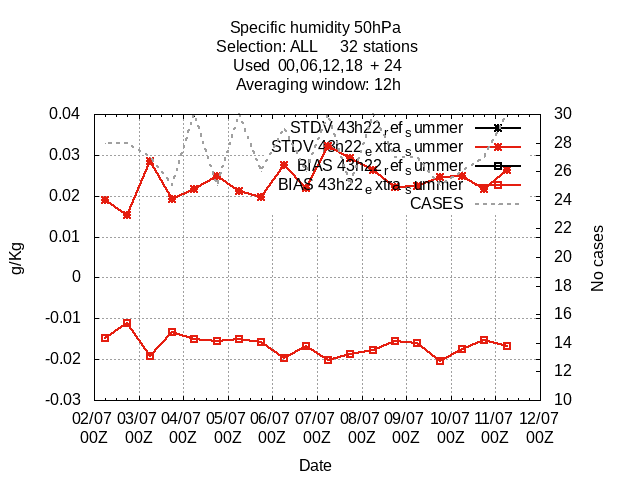 Specific humidity 50hPa
Selection: ALL 32 stations
Used 00,06,12,18 + 24
Averaging window: 12h
0.04
0.03
0.02
0.01
0
-0.01
-0.02
-0.03
30
28
26
24
22
20
18
16
14
12
10
STDV 43h22_ref_summer
STDV 43h22_extra_summer
BIAS 43h22_ref_summer
BIAS 43h22_extra_summer
CASES
g/Kg
No cases
02/07 03/07 04/07 05/07 06/07 07/07 08/07 09/07 10/07 11/07 12/07
00Z 00Z 00Z 00Z 00Z 00Z 00Z 00Z 00Z 00Z 00Z
Date